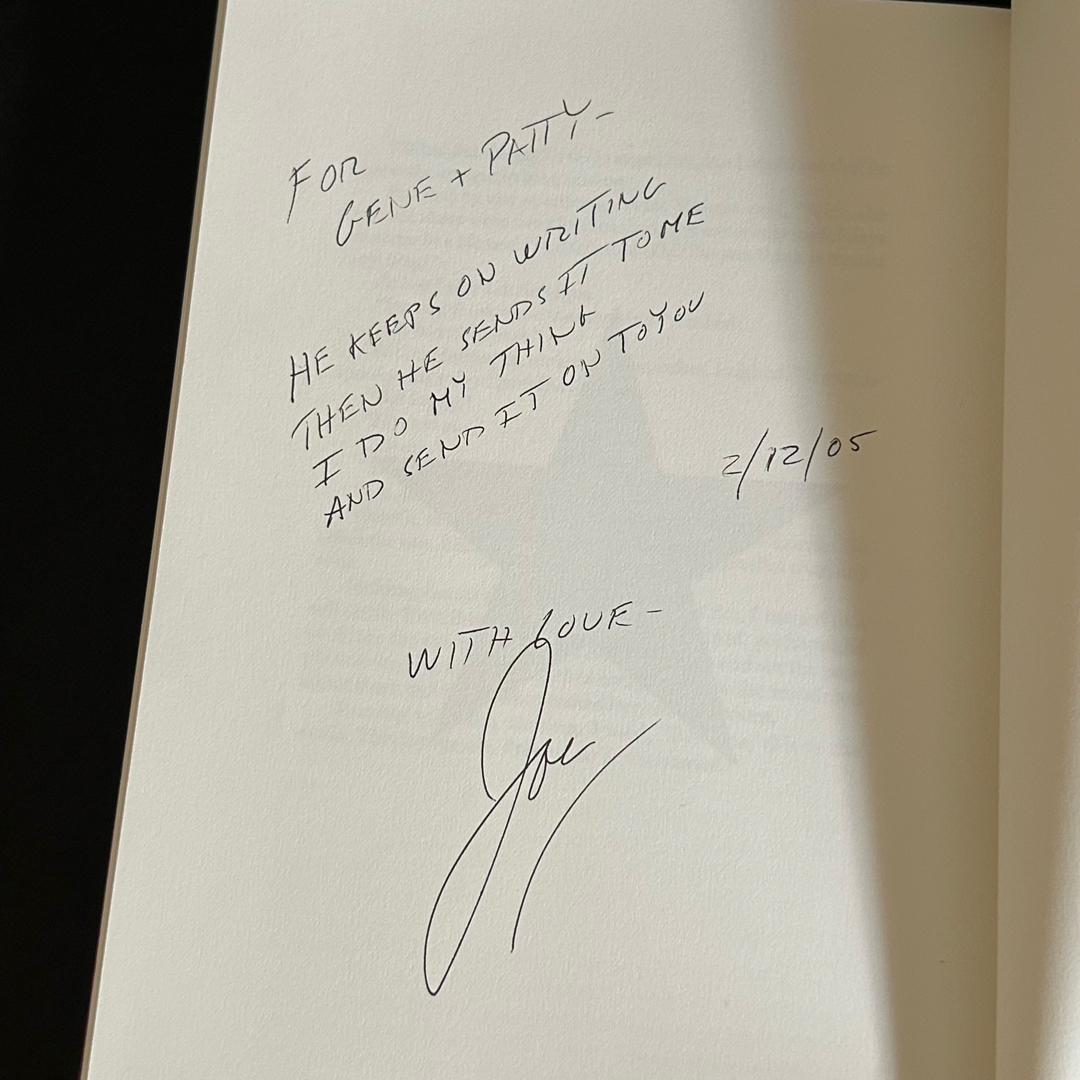 FOR
GENE + PATTY-
HE KEEPS ON WRITING
THEN HE SENDS IT TO ME
I DO MY THING
AND SEND IT ON TO YOU
2/12/05
WITH LOVE-
Joe